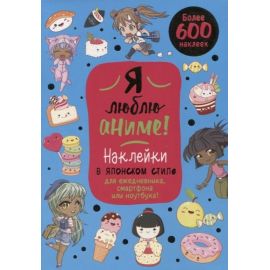 Более
600
наклеек
Я
люблю
аниме!
Наклейки
в японском стиле
для ежедневника,
смартфона
или ноутбука!